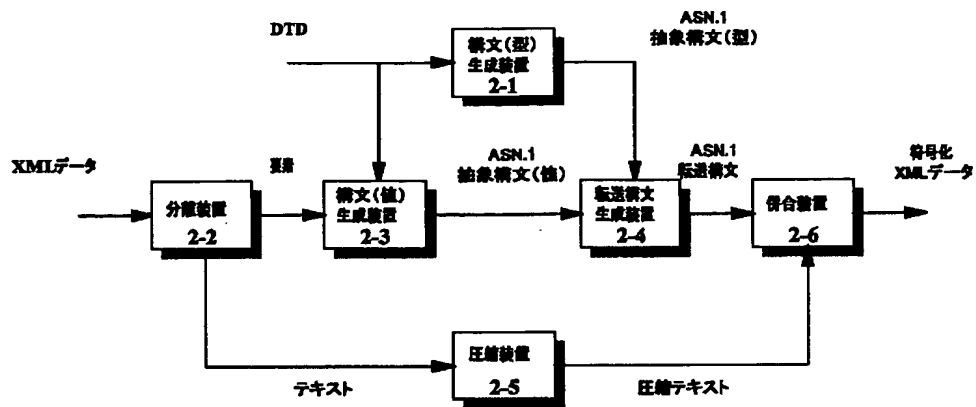 DTD
構文(型)
生成装置
2-1
ASN.1
抽象構文(型)
XMLデータ
分離装置
2-2
要素
構文(値)
生成装置
2-3
ASN.1
抽象構文(値)
転送構文
生成装置
2-4
ASN.1
転送構文
併合装置
2-6
符号化
XMLデータ
テキスト
圧縮装置
2-5
圧縮テキスト